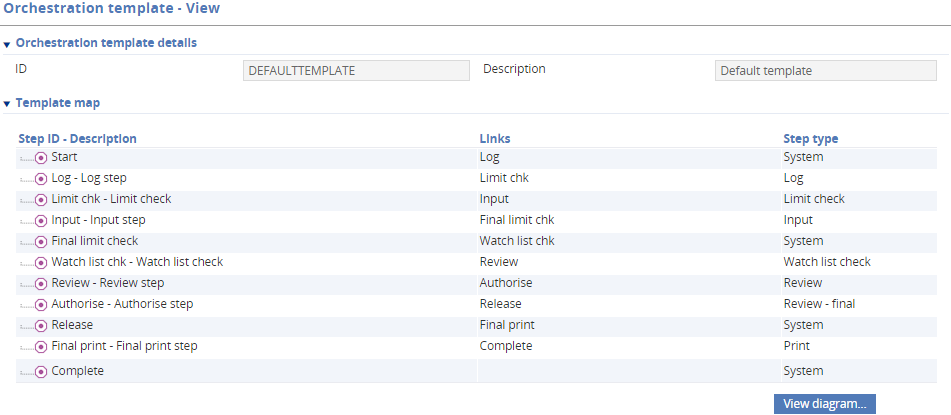 Orchestration template - View
Orchestration template details
ID DEFAULTTEMPLATE Description Default template
Template map
Step ID - Description Links Step type
Start Log System
Log - Log step Limit chk Log
Limit chk - Limit check Input Limit check
Input - Input step Final limit chk Input
Final limit check Watch list chk System
Watch list chk - Watch list check Review Watch list check
Review - Review step Authorise Review
Authorise - Authorise step Release Review - final
Release Final print System
Final print - Final print step Complete Print
Complete System
View diagram...